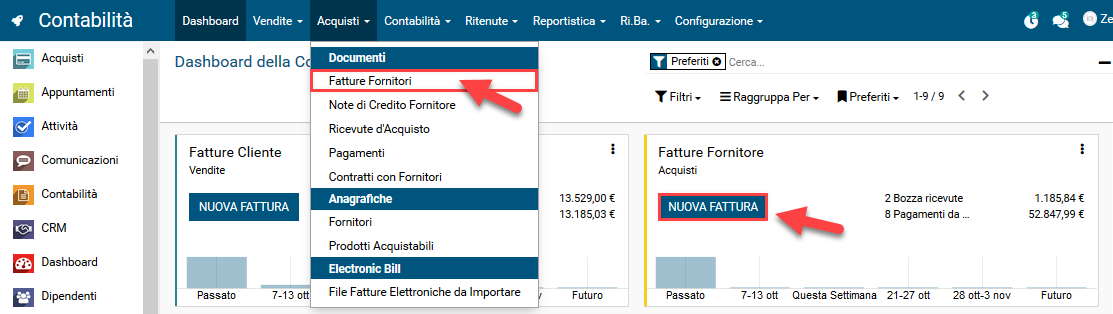 Contabilità
Dashboard
Vendite
Acquisti
Contabilità
Ritenute
Reportistica
Ri.Ba.
Configurazione
3
5
Ze
Acquisti
Appuntamenti
Attività
Comunicazioni
Contabilità
CRM
Dashboard
Dipendenti
Dashboard della Co
Preferiti
Cerca...
Filtri
Raggruppa Per
Preferiti
1-9 / 9
Documenti
Fatture Fornitori
Note di Credito Fornitore
Ricevute d'Acquisto
Pagamenti
Contratti con Fornitori
Anagrafiche
Fornitori
Prodotti Acquistabili
Electronic Bill
File Fatture Elettroniche da Importare
Fatture Cliente
Vendite
NUOVA FATTURA
13.529,00 €
13.185,03 €
Passato
7-13 ott
ov
Futuro
Fatture Fornitore
Acquisti
NUOVA FATTURA
2 Bozza ricevute
1.185,84 €
8 Pagamenti da ...
52.847,99 €
Passato
7-13 ott
Questa Settimana
21-27 ott
28 ott-3 nov
Futuro